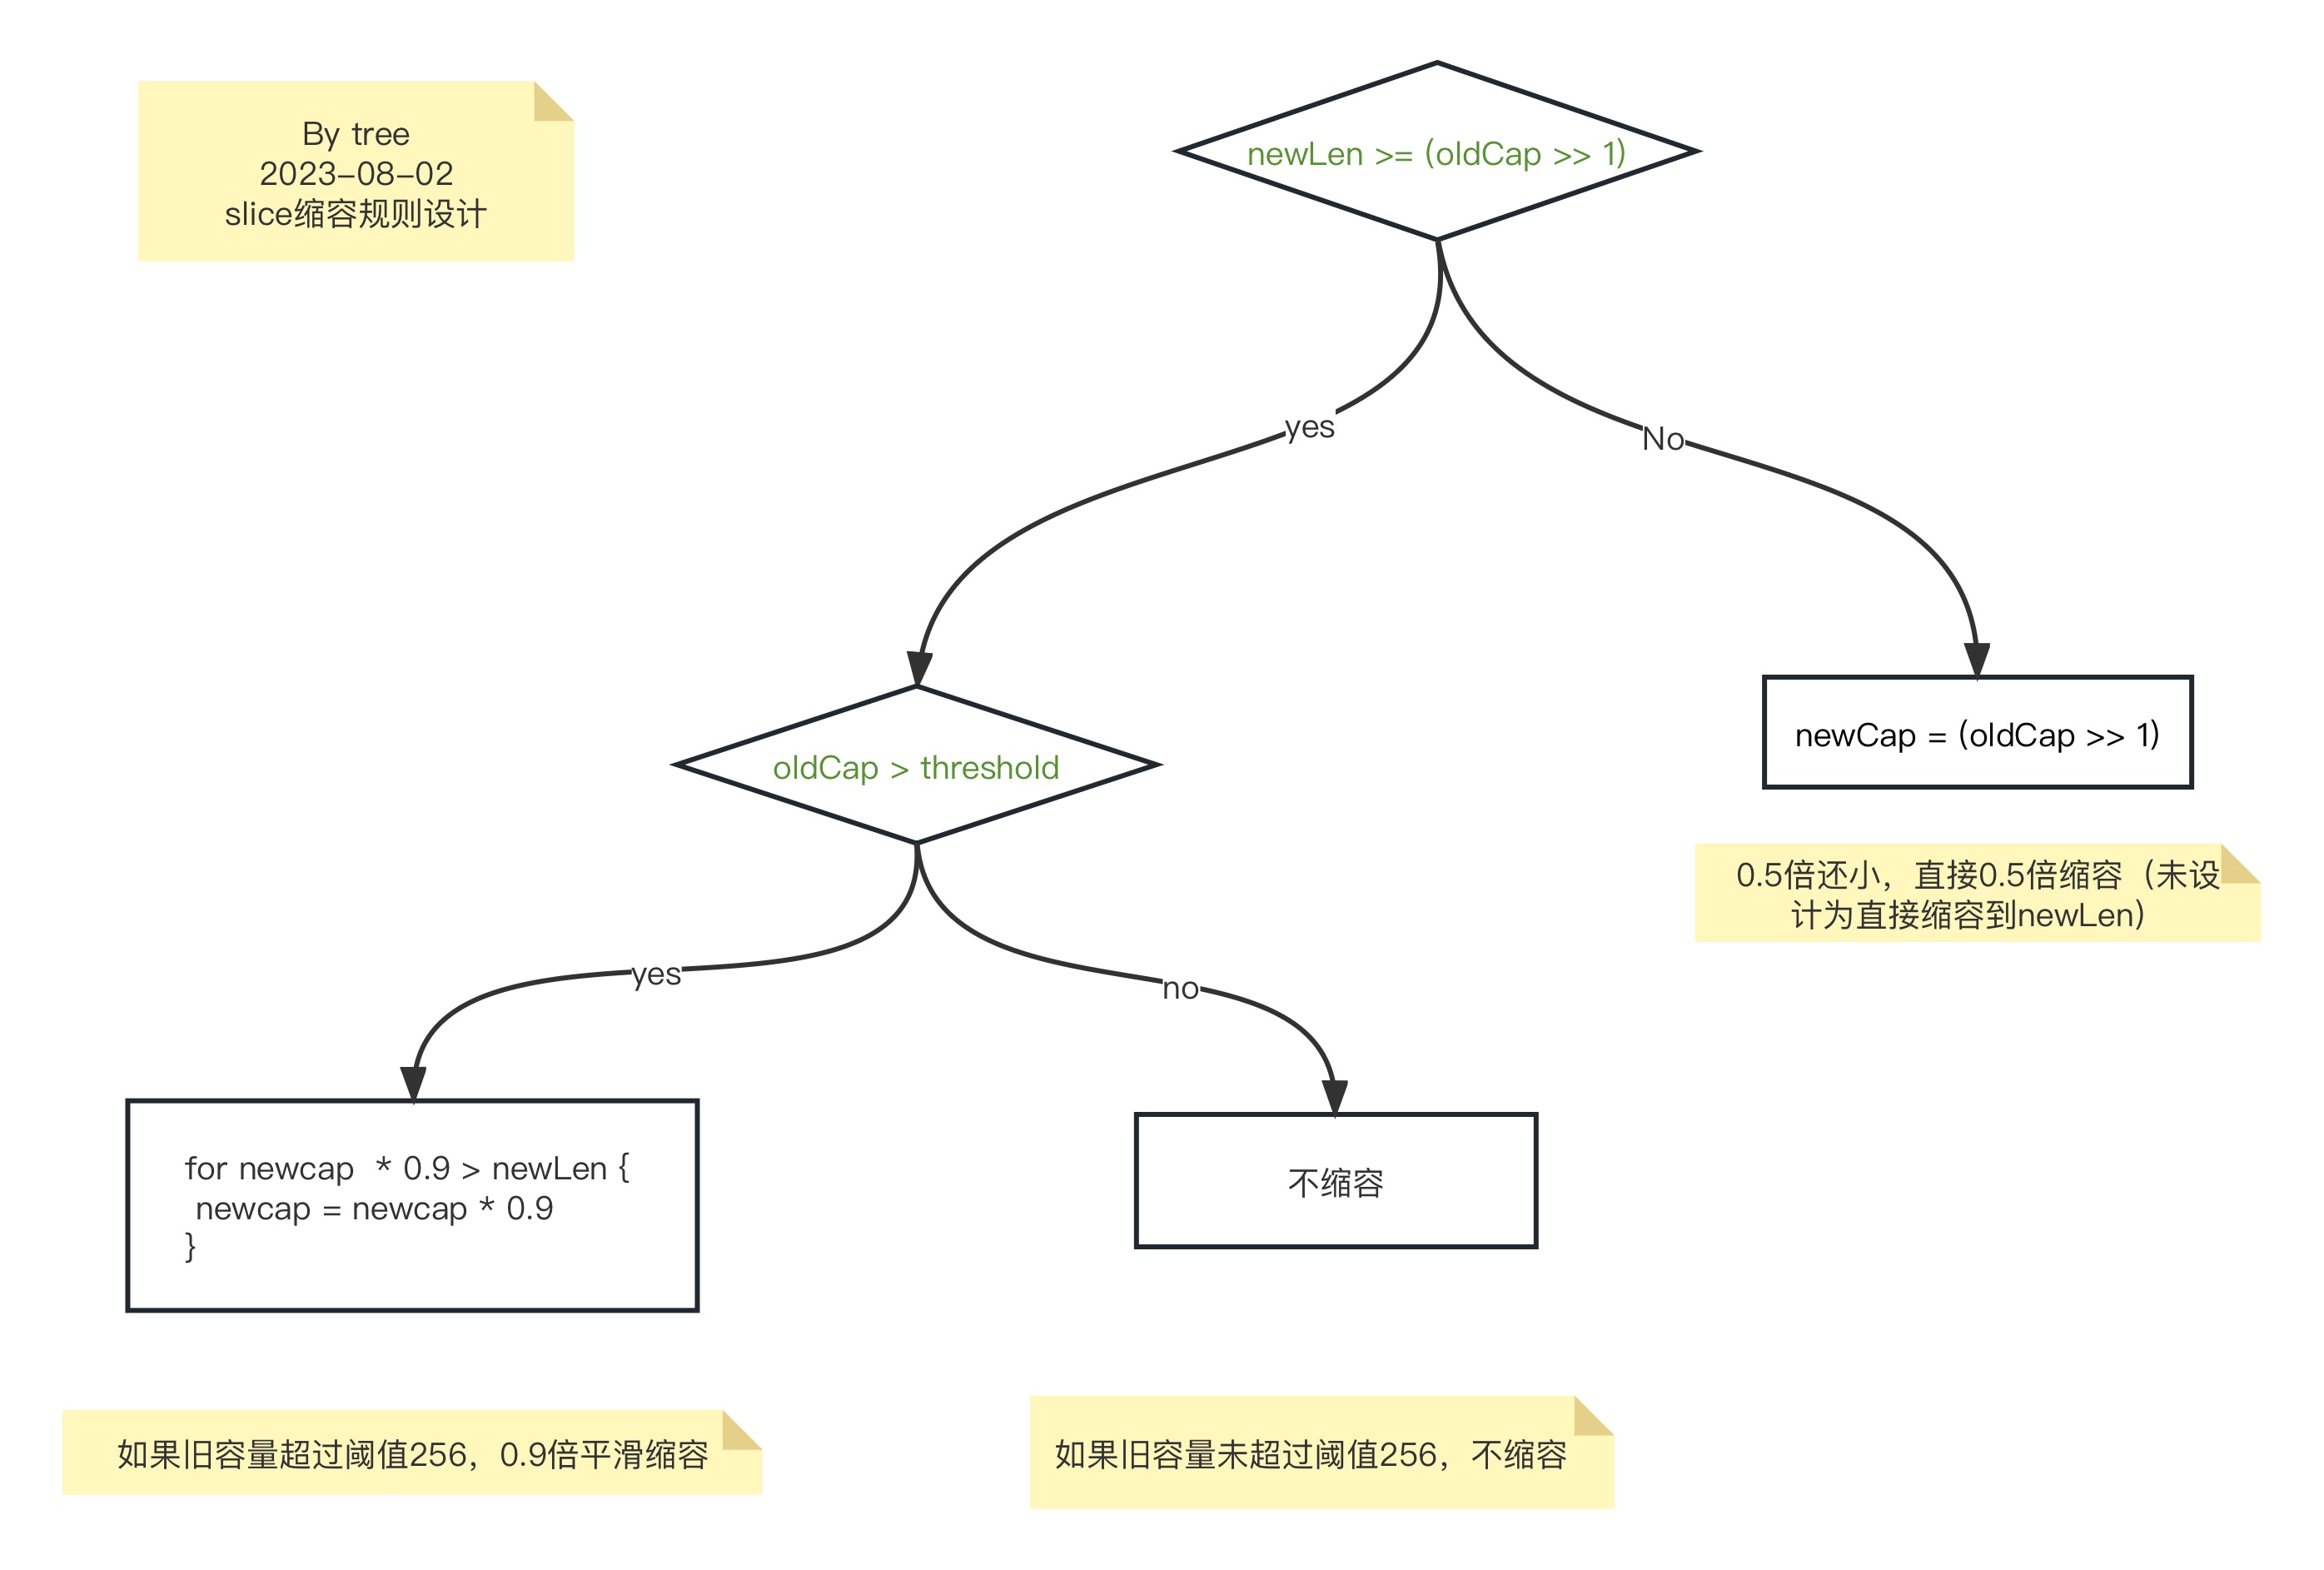 By tree
2023-08-02
slice缩容规则设计
newLen >= (oldCap >> 1)
yes
No
oldCap > threshold
newCap = (oldCap >> 1)
0.5倍还小，直接0.5倍缩容（未设
计为直接缩容到newLen）
yes
no
for newcap  * 0.9 > newLen {
 newcap = newcap * 0.9
}
不缩容
如果旧容量超过阈值256，0.9倍平滑缩容
如果旧容量未超过阈值256，不缩容